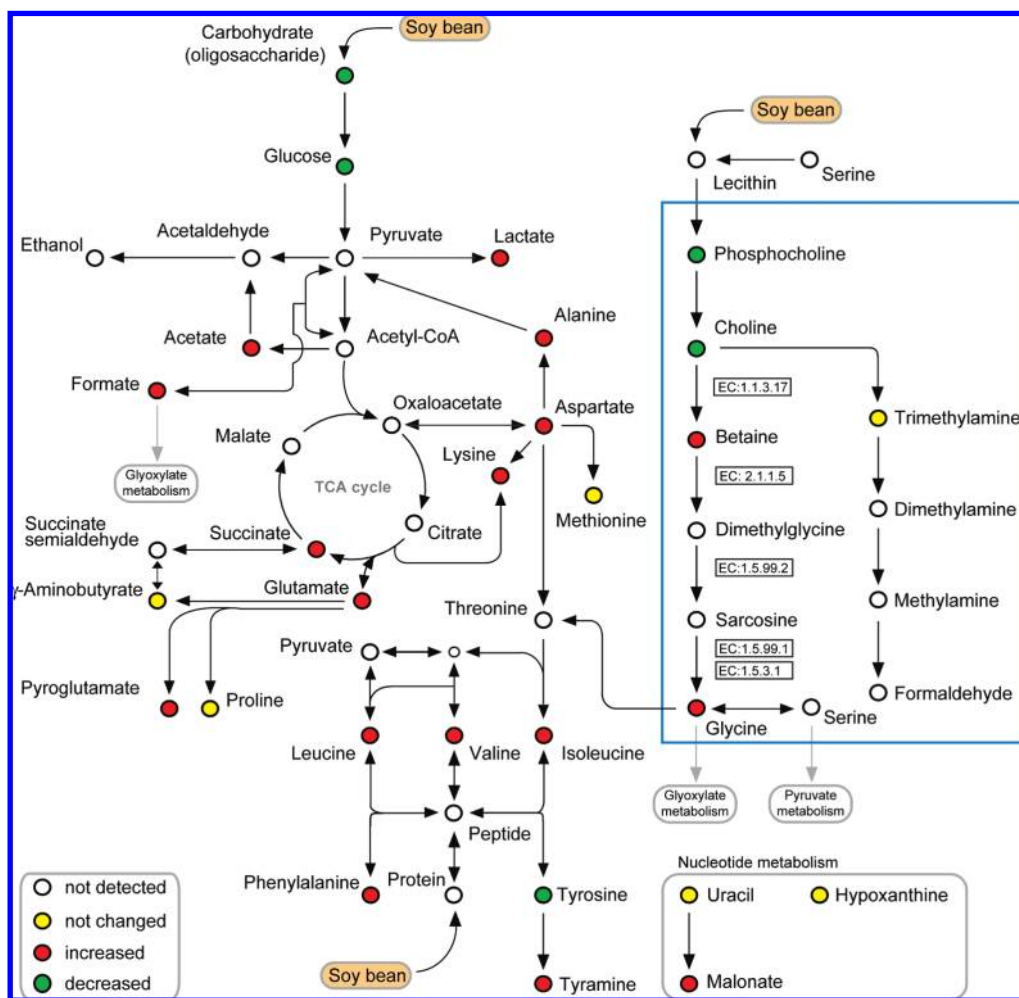 Soy bean
Carbohydrate
(oligosaccharide)
Glucose
Ethanol
Acetaldehyde
Pyruvate
Lactate
Acetate
Acetyl-CoA
Alanine
Formate
Oxaloacetate
Aspartate
Malate
Lysine
Glyoxylate
metabolism
TCA cycle
Methionine
Succinate
semialdehyde
Succinate
Citrate
γ-Aminobutyrate
Glutamate
Threonine
Pyruvate
Pyroglutamate
Proline
Leucine
Valine
Isoleucine
Peptide
Phenylalanine
Protein
Tyrosine
Soy bean
Tyramine
Soy bean
Lecithin
Serine
Phosphocholine
Choline
EC:1.1.3.17
Trimethylamine
Betaine
EC: 2.1.1.5
Dimethylglycine
Dimethylamine
EC:1.5.99.2
Sarcosine
Methylamine
EC:1.5.99.1
EC:1.5.3.1
Formaldehyde
Glycine
Serine
Glyoxylate
metabolism
Pyruvate
metabolism
Nucleotide metabolism
Uracil
Hypoxanthine
Malonate
not detected
not changed
increased
decreased